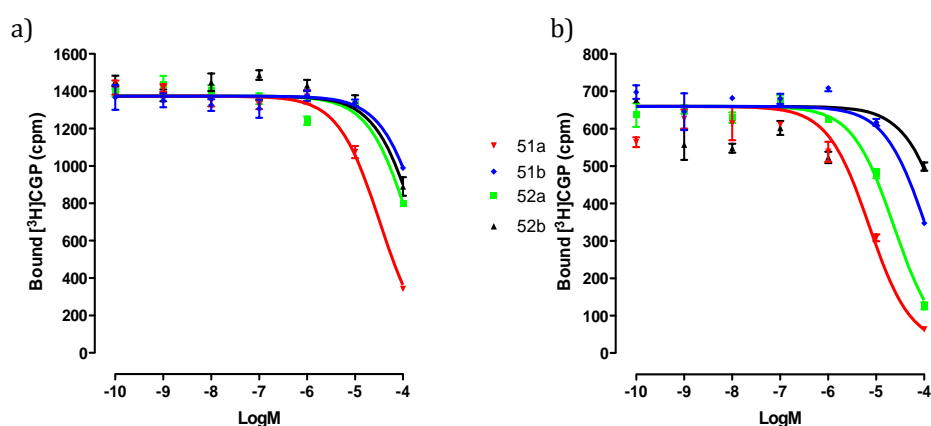 a)
Bound [³H]CGP (cpm)
1600
1400
1200
1000
800
600
400
200
0
-10 -9 -8 -7 -6 -5 -4
LogM
51a
51b
52a
52b
b)
Bound [³H]CGP (cpm)
800
700
600
500
400
300
200
100
0
-10 -9 -8 -7 -6 -5 -4
LogM